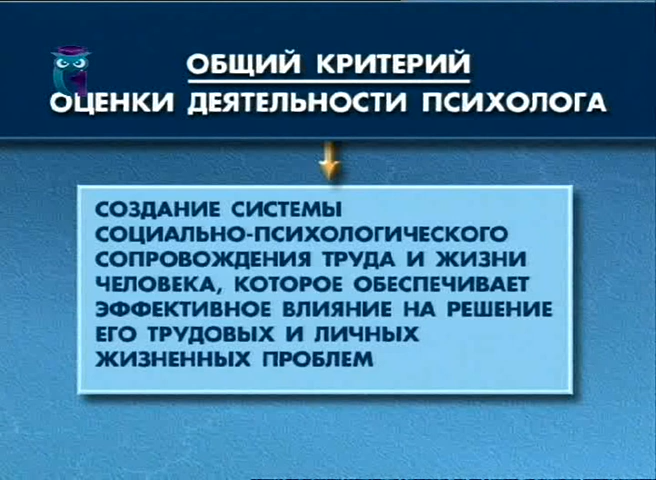 ОБЩИЙ КРИТЕРИЙ
ОЦЕНКИ ДЕЯТЕЛЬНОСТИ ПСИХОЛОГА
СОЗДАНИЕ СИСТЕМЫ
СОЦИАЛЬНО-ПСИХОЛОГИЧЕСКОГО
СОПРОВОЖДЕНИЯ ТРУДА И ЖИЗНИ
ЧЕЛОВЕКА, КОТОРОЕ ОБЕСПЕЧИВАЕТ
ЭФФЕКТИВНОЕ ВЛИЯНИЕ НА РЕШЕНИЕ
ЕГО ТРУДОВЫХ И ЛИЧНЫХ
ЖИЗНЕННЫХ ПРОБЛЕМ